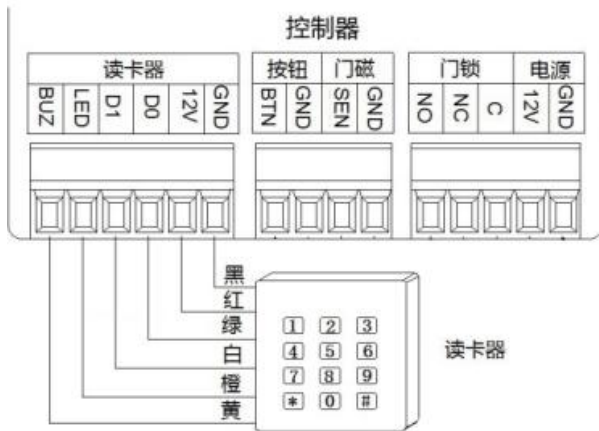 控制器
读卡器 按钮 门磁 门锁 电源
BUZ LED D1 D0 12V GND BTN GND SEN GND NO NC C 12V GND
黑
红
绿
白
橙
黄
1 2 3
4 5 6
7 8 9
* 0 #
读卡器